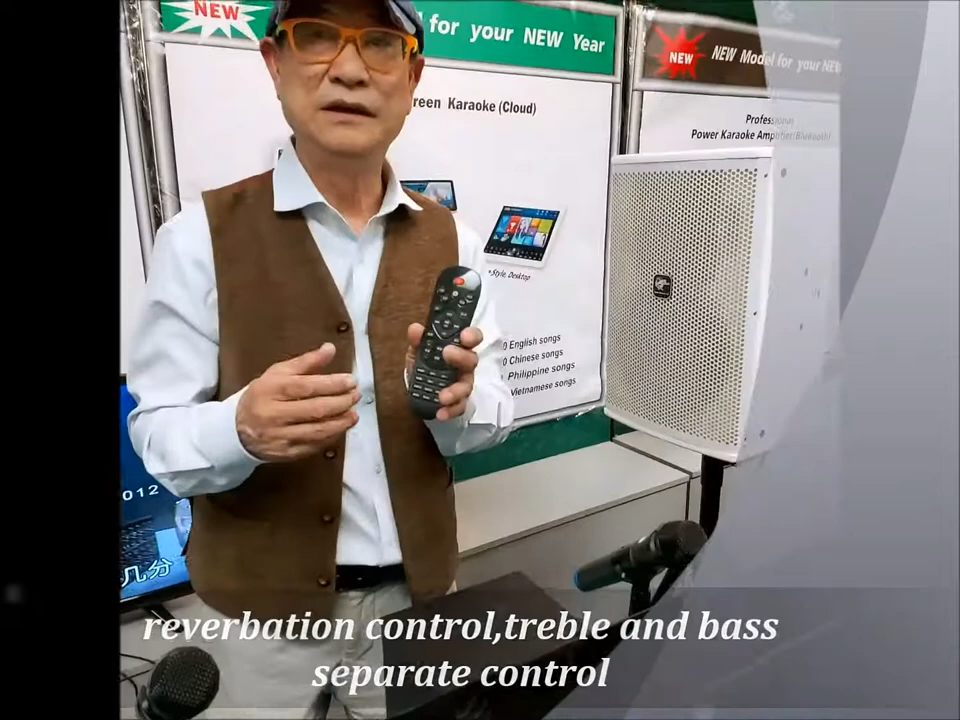 NEW
l for your NEW Year
NEW
NEW Model for your NEW
reen Karaoke (Cloud)
Professional
Power Karaoke Amplifier (Bluetooth)
*Style, Desktop
0 English songs
0 Chinese songs
Philippine songs
Vietnamese songs
2012
几分
reverbation control,treble and bass
separate control